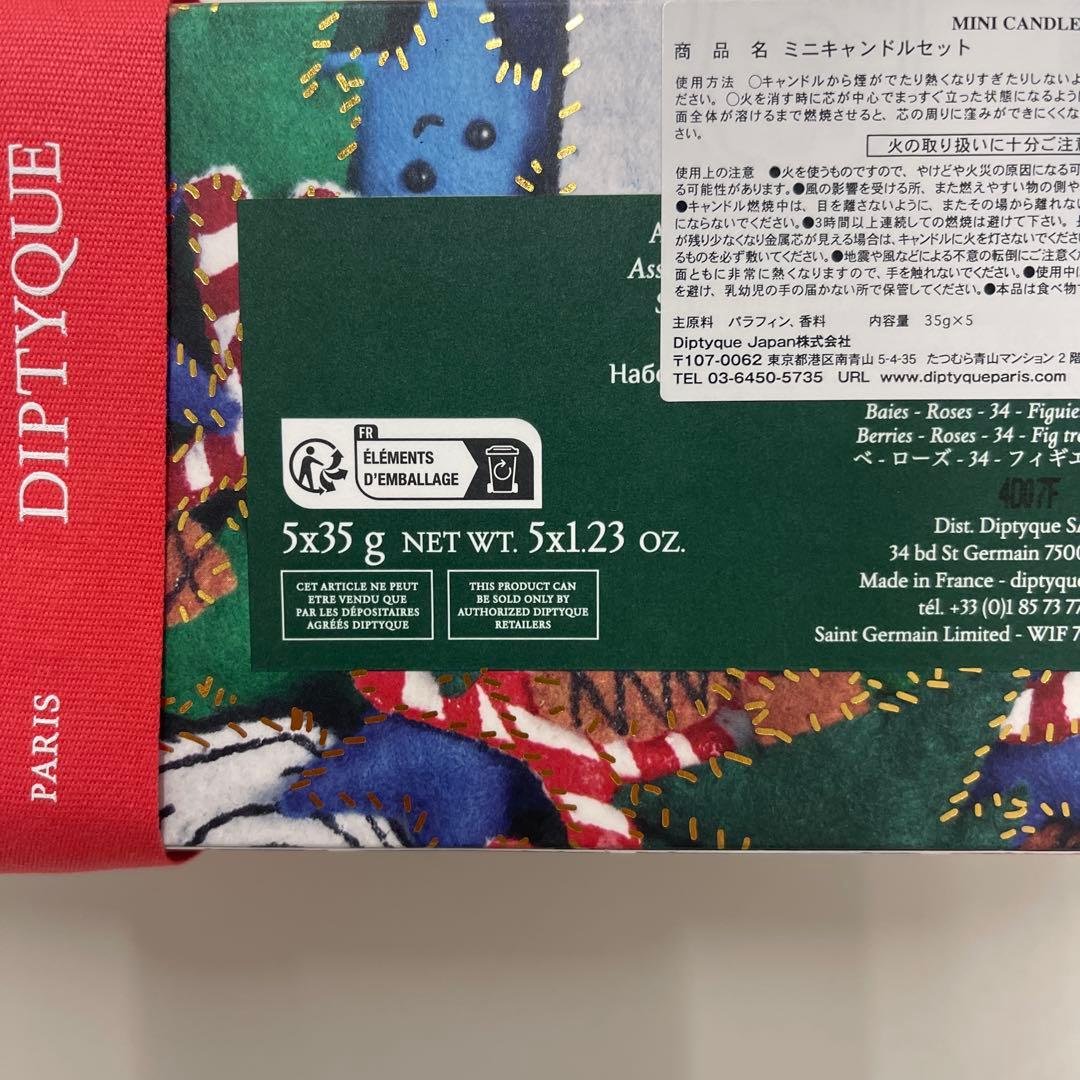 DIPTYQUE
PARIS
MINI CANDLE
商 品 名 ミニキャンドルセット
使用方法 ○キャンドルから煙がでたり熱くなりすぎたりしないよ
ださい。○火を消す時に芯が中心でまっすぐ立った状態になるように
面全体が溶けるまで燃焼させると、芯の周りに窪みができにくくな
さい。
火の取り扱いに十分ご注意
使用上の注意 ●火を使うものですので、やけどや火災の原因になる可
る可能性があります。●風の影響を受ける所、また燃えやすい物の側や
●キャンドル燃焼中は、目を離さないように、またその場から離れない
にならないでください。●3時間以上連続しての燃焼は避けて下さい。
が残り少なくなり金属芯が見える場合は、キャンドルに火を灯さないでくださ
るものを必ず敷いてください。●地震や風などによる不意の転倒にご注意く
面ともに非常に熱くなりますので、手を触れないでください。●使用中に
を避け、乳幼児の手の届かない所で保管してください。●本品は食べ物で
主原料 パラフィン、香料 内容量 35g×5
Diptyque Japan株式会社
〒107-0062 東京都港区南青山 5-4-35 たつむら青山マンション 2 階
TEL 03-6450-5735 URL www.diptyqueparis.com
A
Ass
S
Набо
Baies - Roses - 34 - Figuie
Berries - Roses - 34 - Fig tre
ベ - ローズ - 34 - フィギエ
4D07F
FR
ÉLÉMENTS
D'EMBALLAGE
5x35 g NET WT. 5x1.23 OZ.
CET ARTICLE NE PEUT
ETRE VENDU QUE
PAR LES DÉPOSITAIRES
AGRÉÉS DIPTYQUE
THIS PRODUCT CAN
BE SOLD ONLY BY
AUTHORIZED DIPTYQUE
RETAILERS
Dist. Diptyque SA
34 bd St Germain 7500
Made in France - diptyque
tél. +33 (0)1 85 73 77
Saint Germain Limited - W1F 7